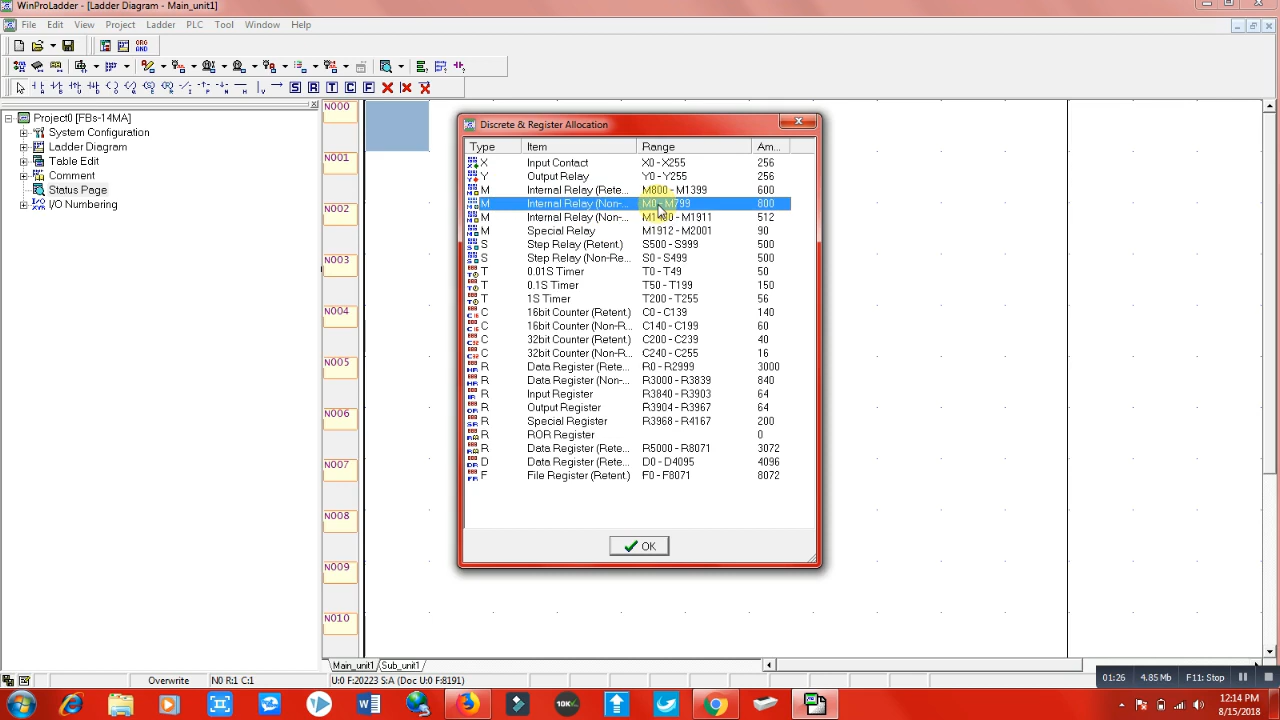 WinProLadder - [Ladder Diagram - Main_unit1]
File Edit View Project Ladder PLC Tool Window Help
S R T C F
Project0 [FBs-14MA]
System Configuration
Ladder Diagram
Table Edit
Comment
Status Page
I/O Numbering
N000
N001
N002
N003
N004
N005
N006
N007
N008
N009
N010
Discrete & Register Allocation
Type Item Range Am...
X Input Contact X0 - X255 256
Y Output Relay Y0 - Y255 256
M Internal Relay (Rete... M800 - M1399 600
M Internal Relay (Non-... M0 - M799 800
M Internal Relay (Non-... M1400 - M1911 512
M Special Relay M1912 - M2001 90
S Step Relay (Retent.) S500 - S999 500
S Step Relay (Non-Re... S0 - S499 500
T 0.01S Timer T0 - T49 50
T 0.1S Timer T50 - T199 150
T 1S Timer T200 - T255 56
C 16bit Counter (Retent.) C0 - C139 140
C 16bit Counter (Non-R... C140 - C199 60
C 32bit Counter (Retent.) C200 - C239 40
C 32bit Counter (Non-R... C240 - C255 16
R Data Register (Rete... R0 - R2999 3000
R Data Register (Non-... R3000 - R3839 840
R Input Register R3840 - R3903 64
R Output Register R3904 - R3967 64
R Special Register R3968 - R4167 200
R ROR Register 0
R Data Register (Rete... R5000 - R8071 3072
D Data Register (Rete... D0 - D4095 4096
F File Register (Retent.) F0 - F8071 8072
OK
Main_unit1 Sub_unit1
Overwrite N0 R:1 C:1 U:0 F:20223 S:A (Doc U:0 F:8191)
01:26 4.85 Mb F11: Stop
10K
12:14 PM
8/15/2018